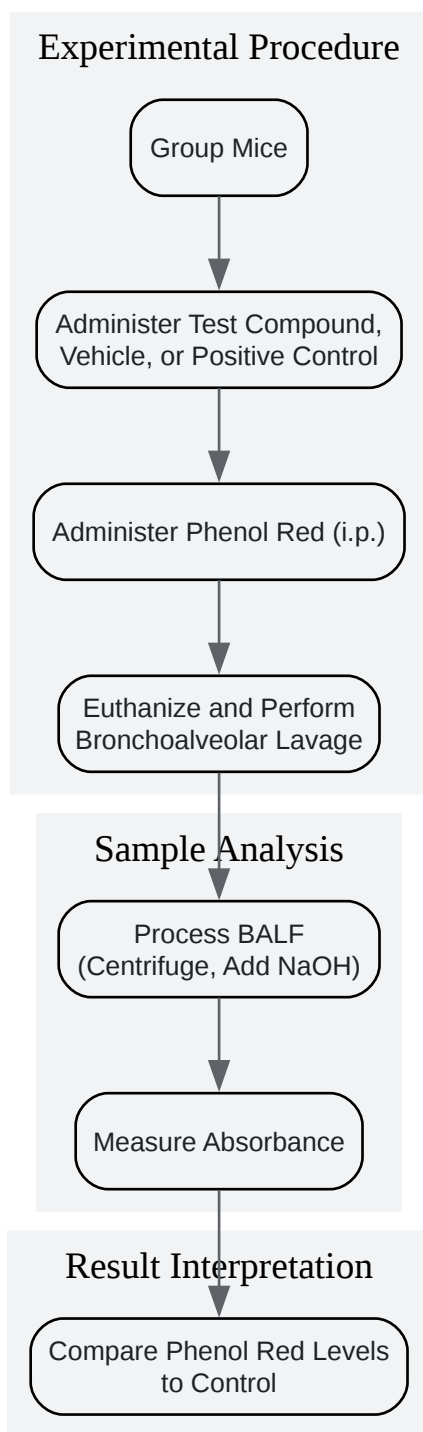 Experimental Procedure
Group Mice
Administer Test Compound,
Vehicle, or Positive Control
Administer Phenol Red (i.p.)
Euthanize and Perform
Bronchoalveolar Lavage
Sample Analysis
Process BALF
(Centrifuge, Add NaOH)
Measure Absorbance
Result Interpretation
Compare Phenol Red Levels
to Control